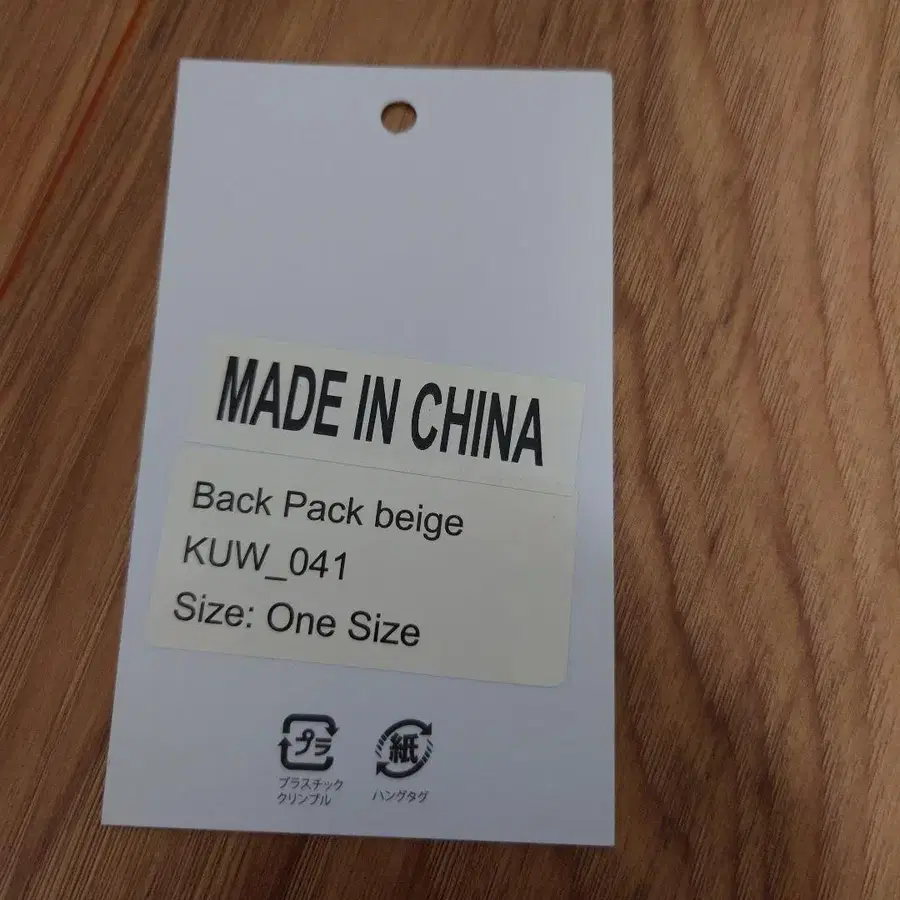 MADE IN CHINA
Back Pack beige
KUW_041
Size: One Size
プラ
紙
プラスチック
クリンプル
ハングタグ